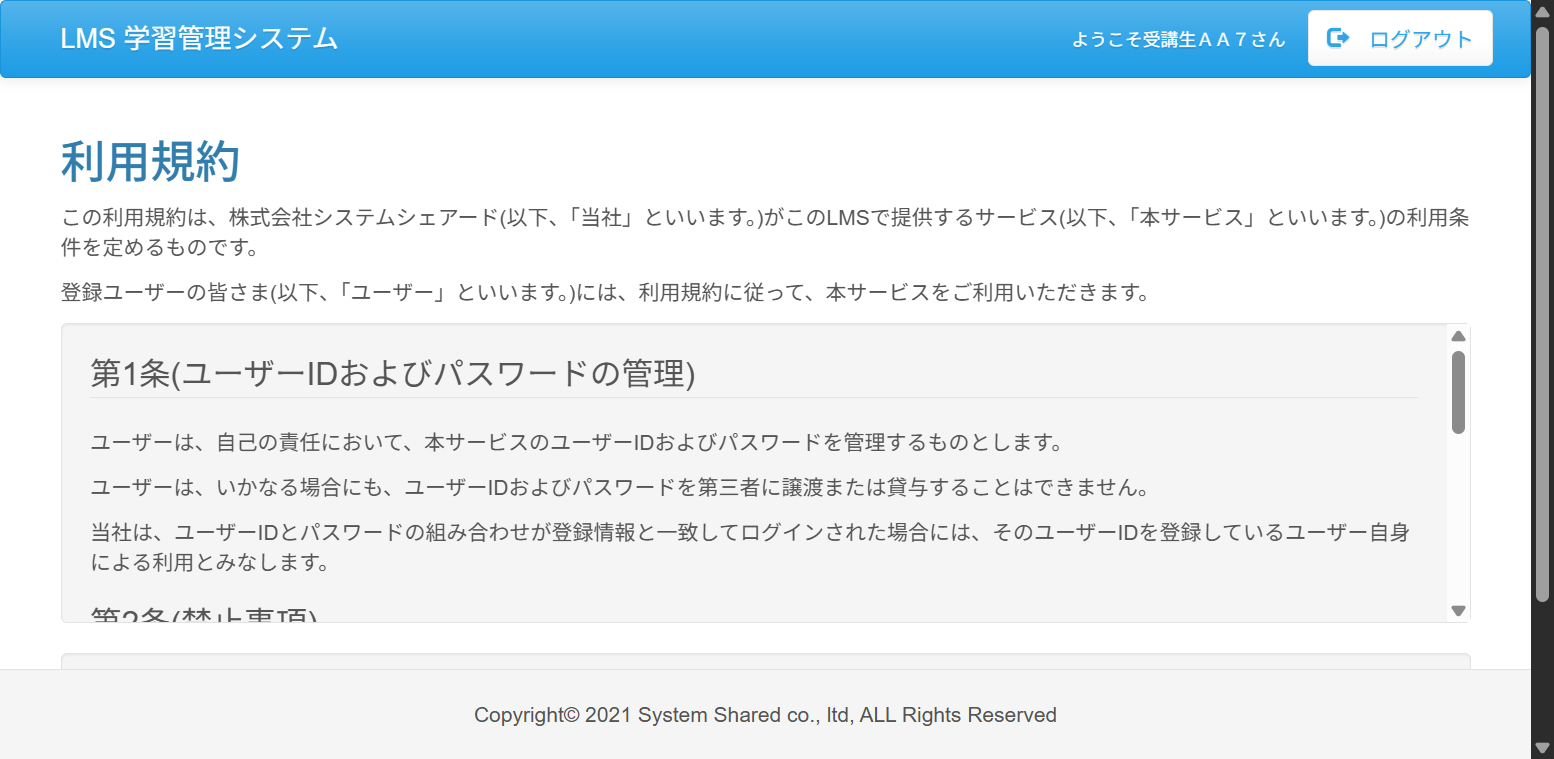 LMS 学習管理システム
ようこそ受講生ＡＡ７さん
ログアウト
利用規約
この利用規約は、株式会社システムシェアード(以下、「当社」といいます。)がこのLMSで提供するサービス(以下、「本サービス」といいます。)の利用条
件を定めるものです。
登録ユーザーの皆さま(以下、「ユーザー」といいます。)には、利用規約に従って、本サービスをご利用いただきます。
第1条(ユーザーIDおよびパスワードの管理)
ユーザーは、自己の責任において、本サービスのユーザーIDおよびパスワードを管理するものとします。
ユーザーは、いかなる場合にも、ユーザーIDおよびパスワードを第三者に譲渡または貸与することはできません。
当社は、ユーザーIDとパスワードの組み合わせが登録情報と一致してログインされた場合には、そのユーザーIDを登録しているユーザー自身
による利用とみなします。
第2条(禁止事項)
Copyright© 2021 System Shared co., ltd, ALL Rights Reserved